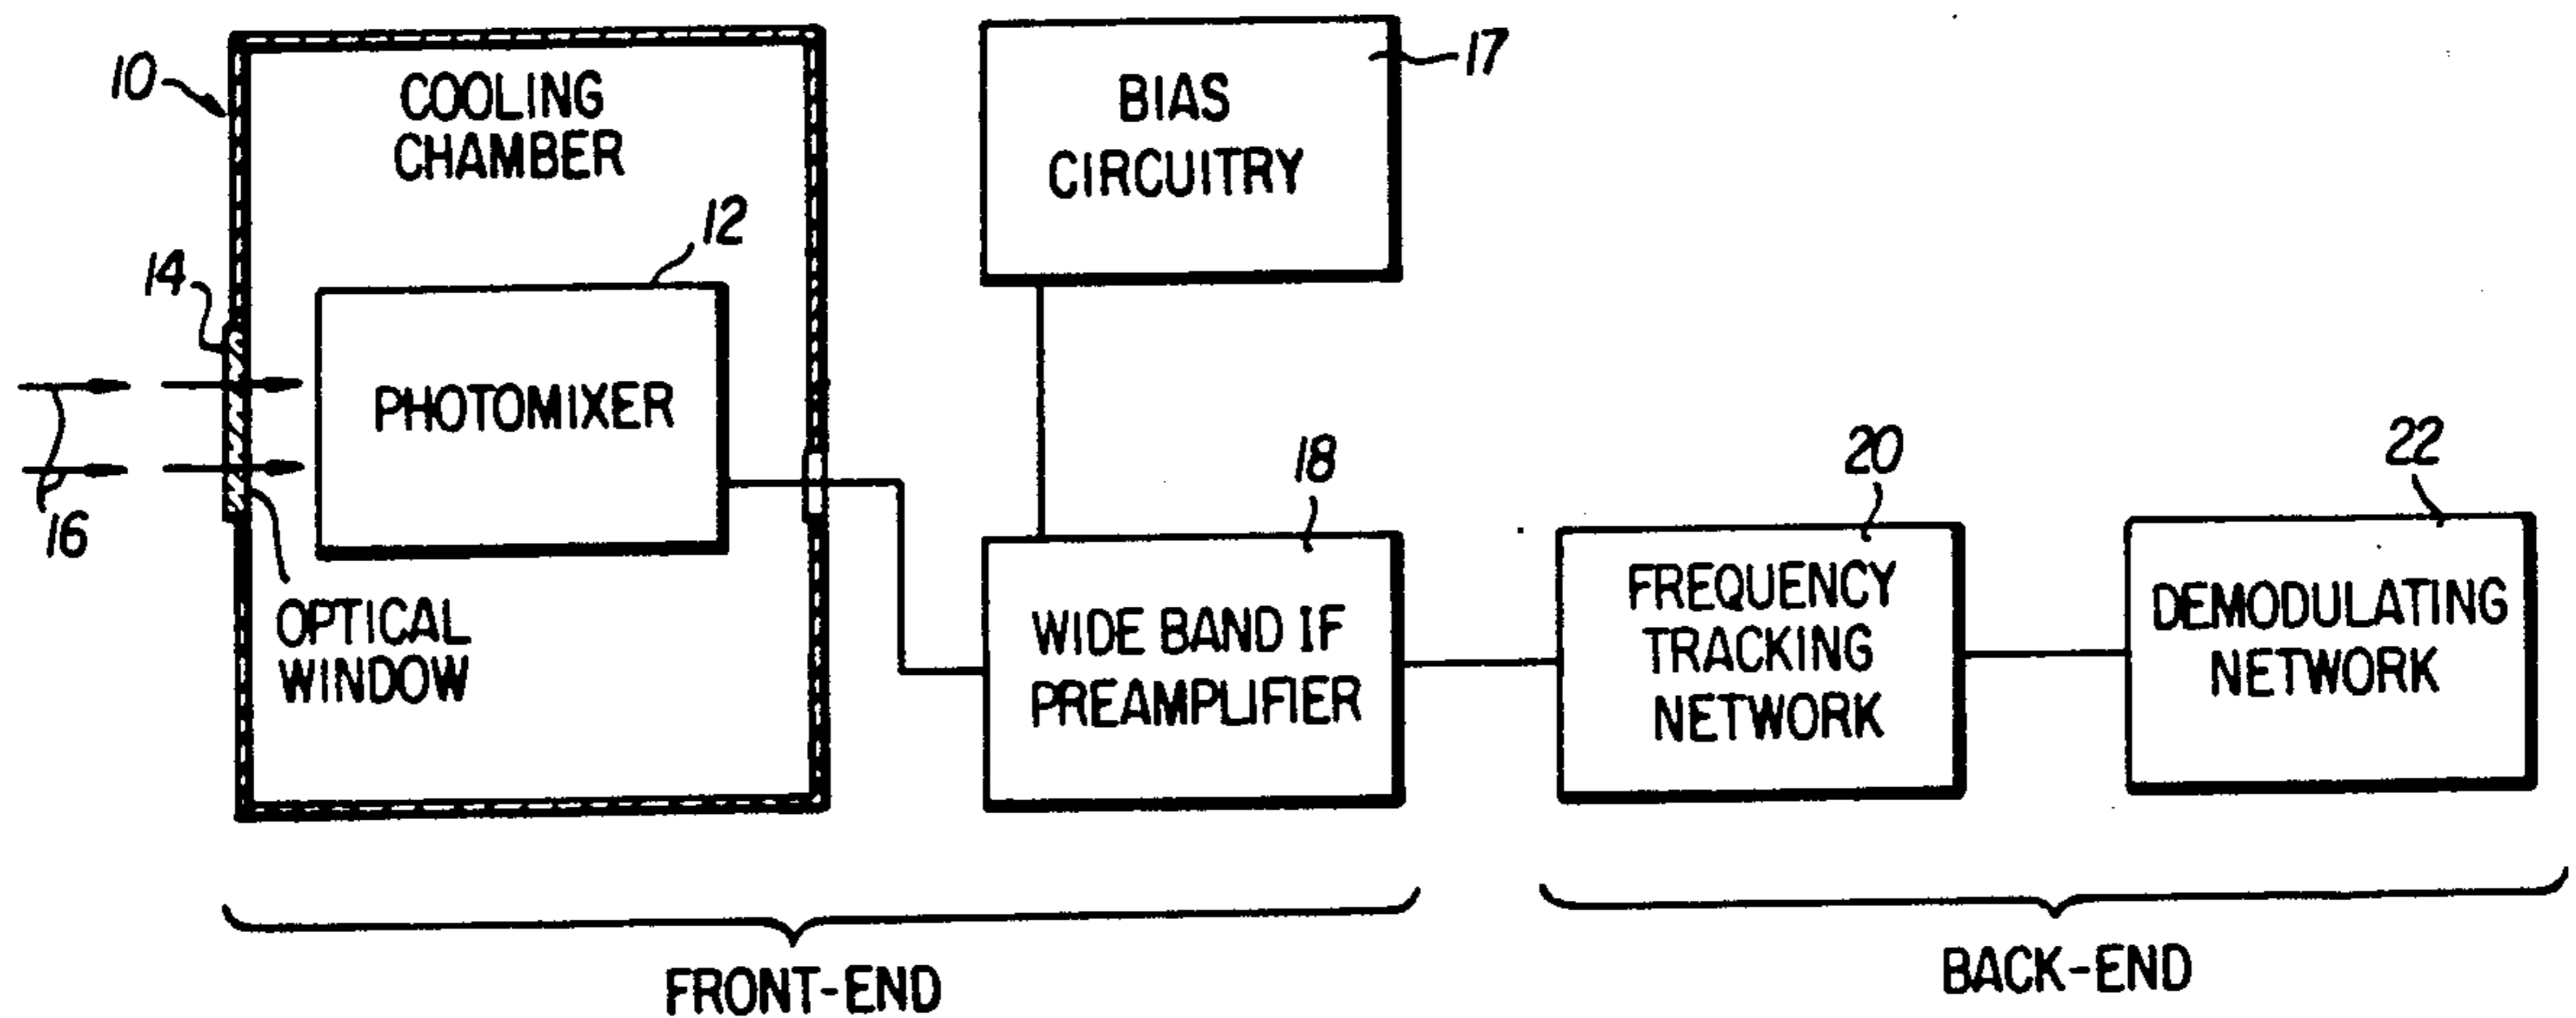 10
COOLING
CHAMBER
12
14
PHOTOMIXER
16
OPTICAL
WINDOW
BIAS
CIRCUITRY
17
18
WIDE BAND IF
PREAMPLIFIER
20
FREQUENCY
TRACKING
NETWORK
22
DEMODULATING
NETWORK
FRONT-END
BACK-END